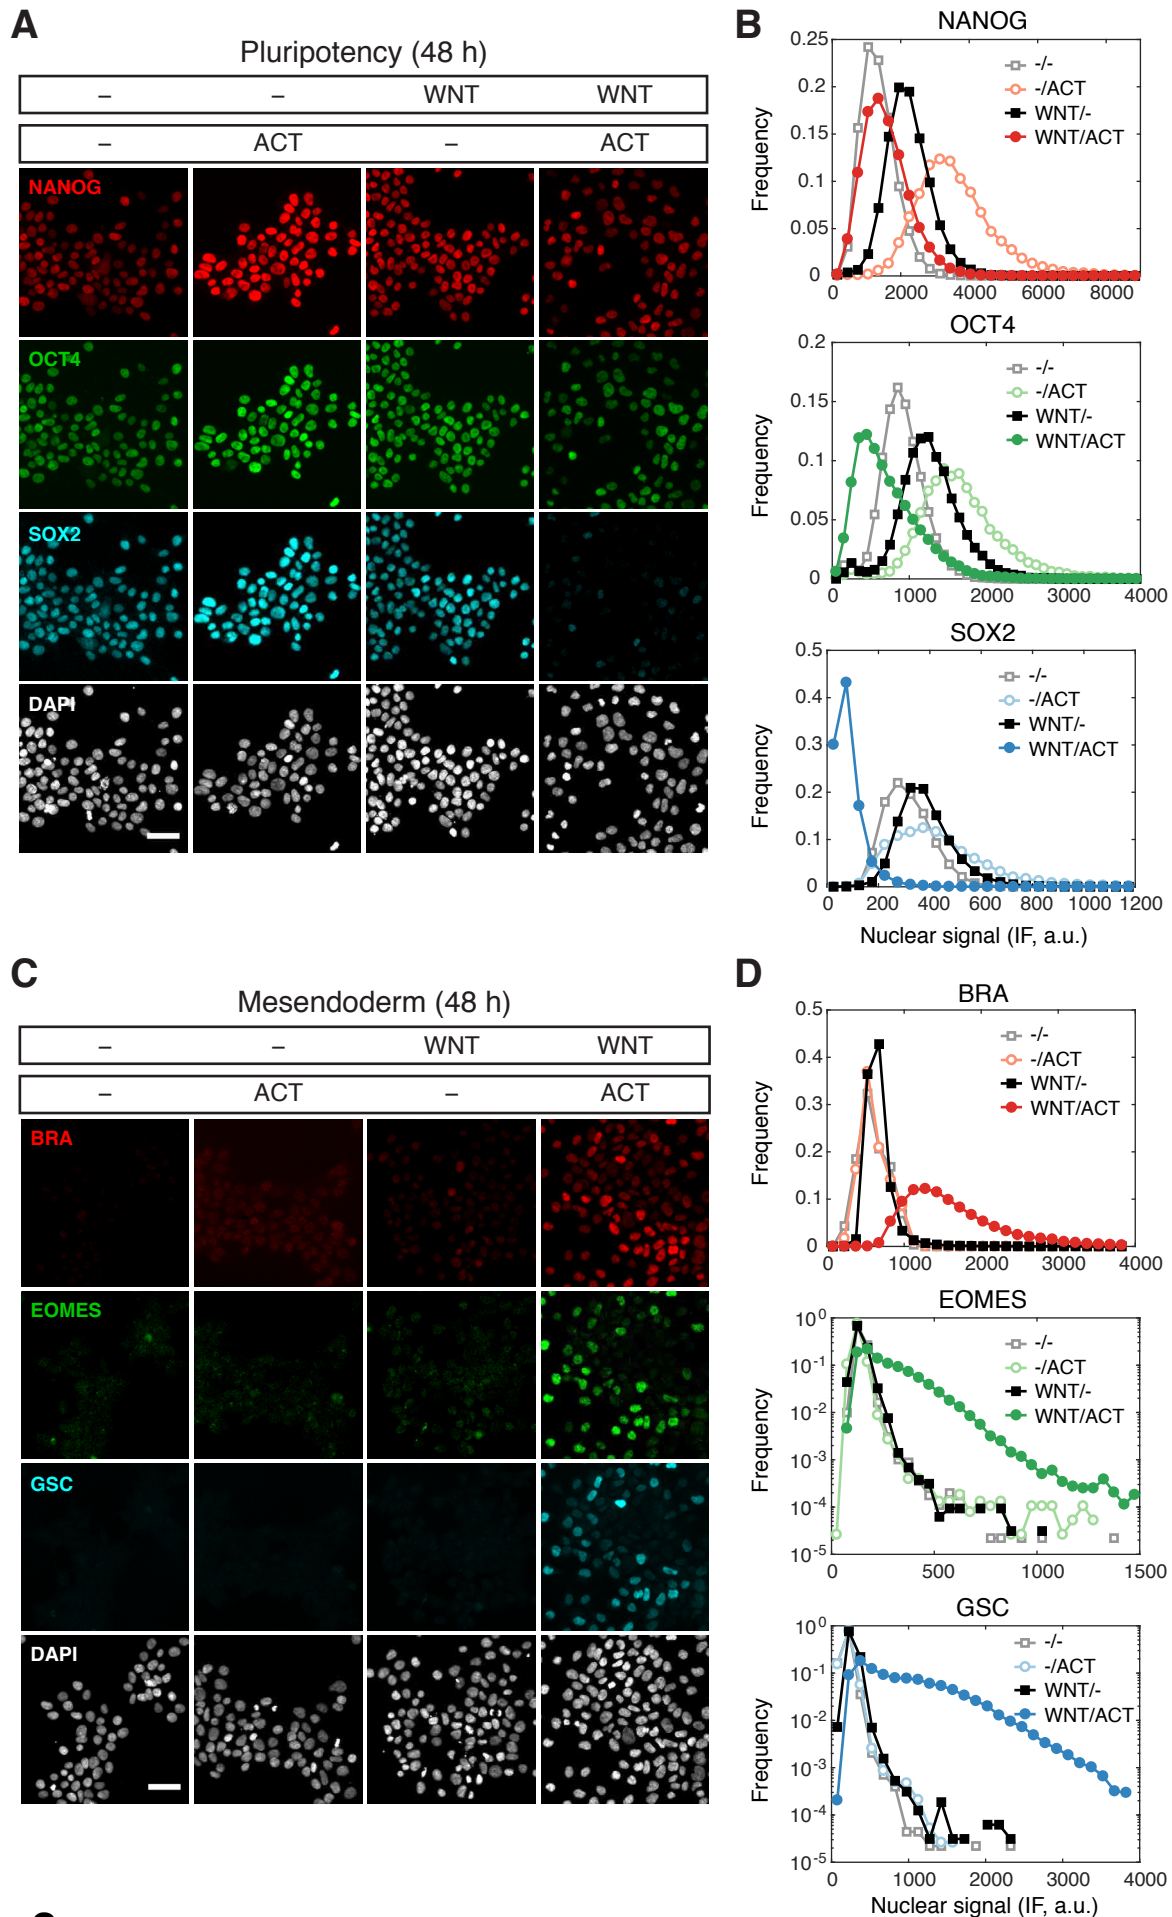 A
Pluripotency (48 h)
– – WNT WNT
– ACT – ACT
NANOG
OCT4
SOX2
DAPI
B
NANOG
0.25
0.2
0.15
0.1
0.05
0
Frequency
-/-
-/ACT
WNT/-
WNT/ACT
0 2000 4000 6000 8000
OCT4
0.2
0.15
0.1
0.05
0
Frequency
-/-
-/ACT
WNT/-
WNT/ACT
0 1000 2000 3000 4000
SOX2
0.5
0.4
0.3
0.2
0.1
0
Frequency
-/-
-/ACT
WNT/-
WNT/ACT
0 200 400 600 800 1000 1200
Nuclear signal (IF, a.u.)
C
Mesendoderm (48 h)
– – WNT WNT
– ACT – ACT
BRA
EOMES
GSC
DAPI
D
BRA
0.5
0.4
0.3
0.2
0.1
0
Frequency
-/-
-/ACT
WNT/-
WNT/ACT
0 1000 2000 3000 4000
EOMES
10^0
10^-1
10^-2
10^-3
10^-4
10^-5
Frequency
-/-
-/ACT
WNT/-
WNT/ACT
0 500 1000 1500
GSC
10^0
10^-1
10^-2
10^-3
10^-4
10^-5
Frequency
-/-
-/ACT
WNT/-
WNT/ACT
0 1000 2000 3000 4000
Nuclear signal (IF, a.u.)